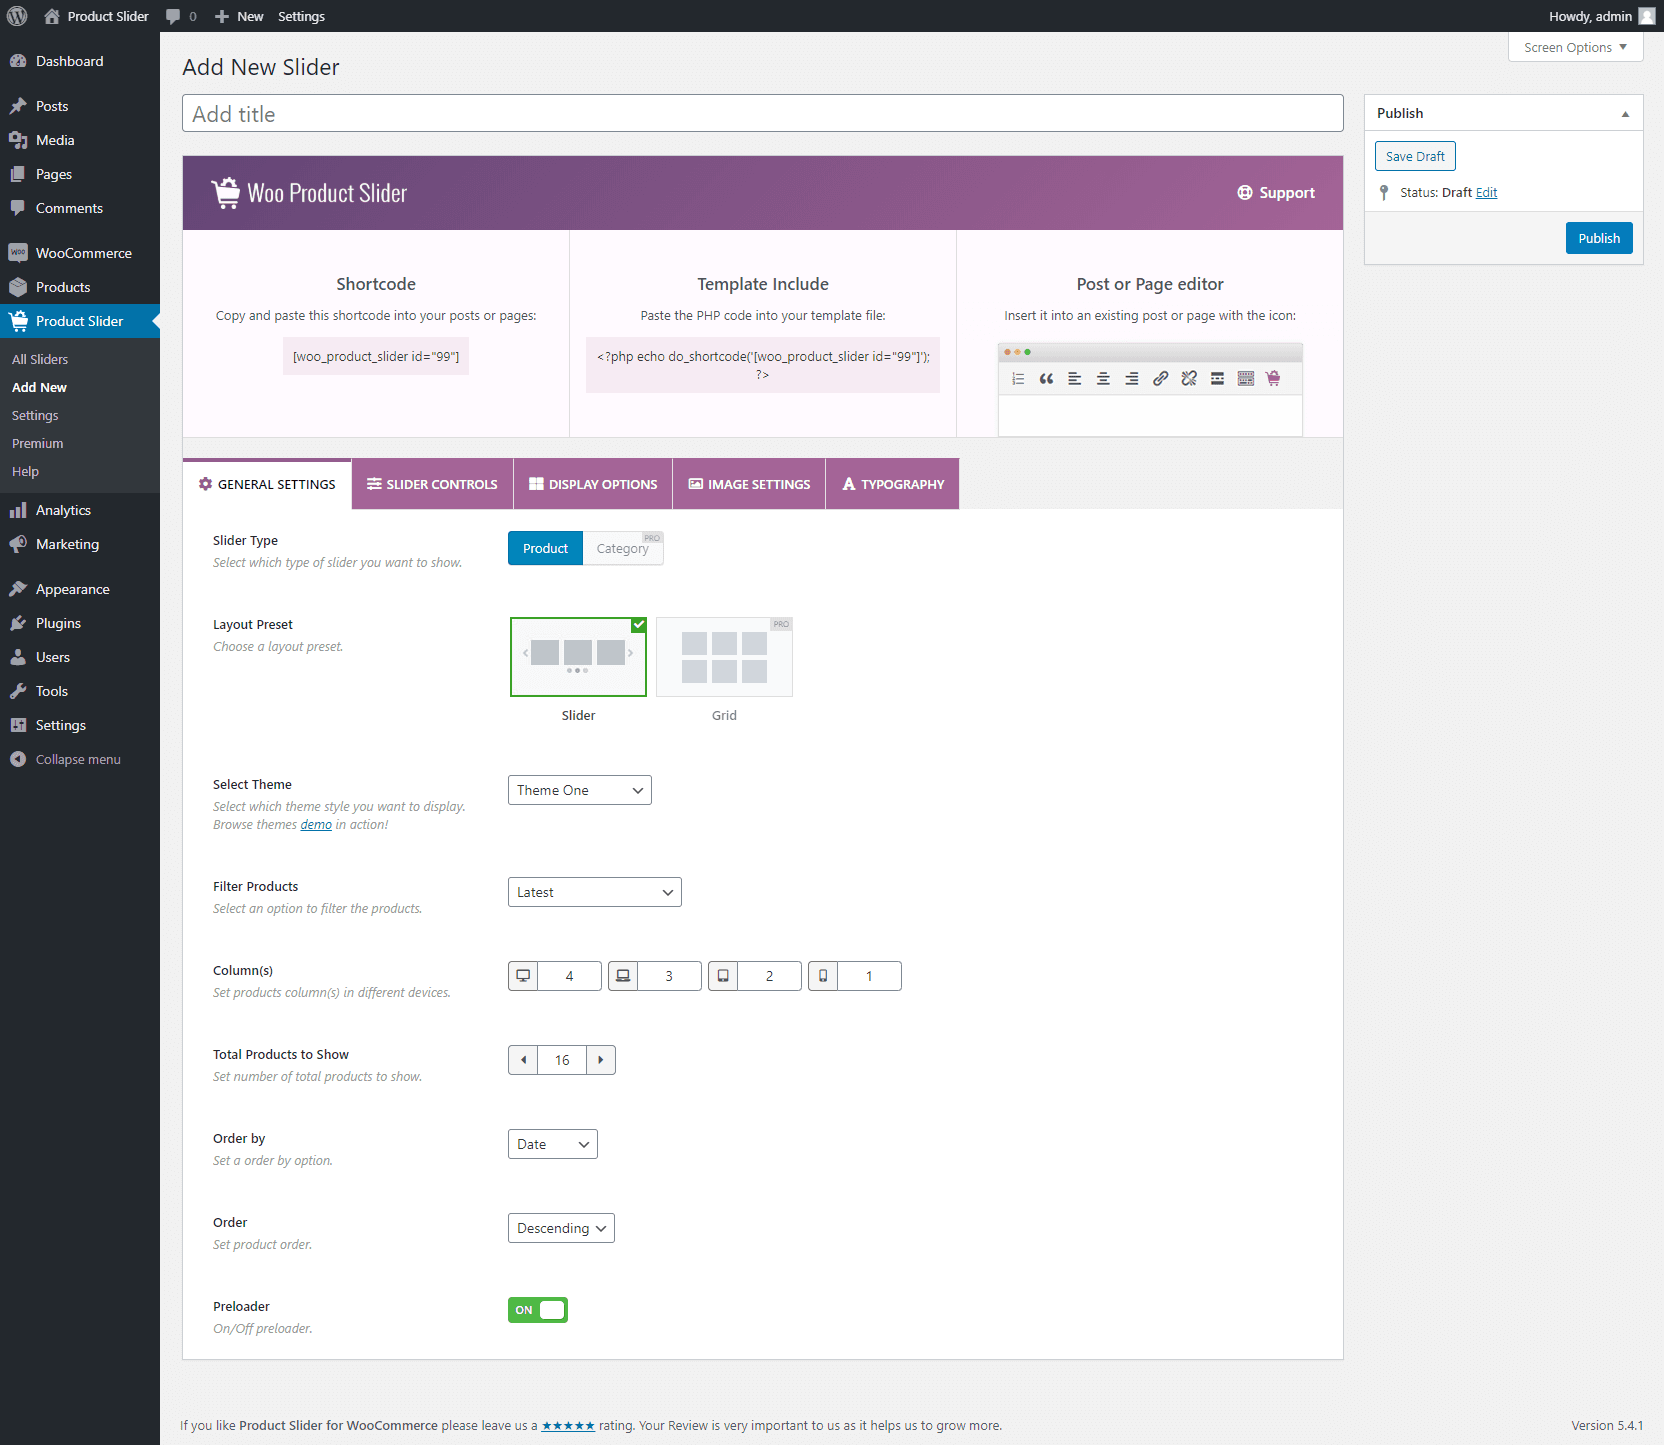 Product Slider
0
New
Settings
Howdy, admin
Screen Options
Dashboard
Posts
Media
Pages
Comments
WooCommerce
Products
Product Slider
All Sliders
Add New
Settings
Premium
Help
Analytics
Marketing
Appearance
Plugins
Users
Tools
Settings
Collapse menu
Add New Slider
Add title
Woo Product Slider
Support
Shortcode
Copy and paste this shortcode into your posts or pages:
[woo_product_slider id="99"]
Template Include
Paste the PHP code into your template file:
<?php echo do_shortcode('[woo_product_slider id="99"]');
?>
Post or Page editor
Insert it into an existing post or page with the icon:
GENERAL SETTINGS
SLIDER CONTROLS
DISPLAY OPTIONS
IMAGE SETTINGS
TYPOGRAPHY
Slider Type
Select which type of slider you want to show.
Product
Category
PRO
Layout Preset
Choose a layout preset.
PRO
Slider
Grid
Select Theme
Select which theme style you want to display.
Browse themes demo in action!
Theme One
Filter Products
Select an option to filter the products.
Latest
Column(s)
Set products column(s) in different devices.
4
3
2
1
Total Products to Show
Set number of total products to show.
16
Order by
Set a order by option.
Date
Order
Set product order.
Descending
Preloader
On/Off preloader.
ON
Publish
Save Draft
Status: Draft Edit
Publish
If you like Product Slider for WooCommerce please leave us a ★★★★★ rating. Your Review is very important to us as it helps us to grow more.
Version 5.4.1